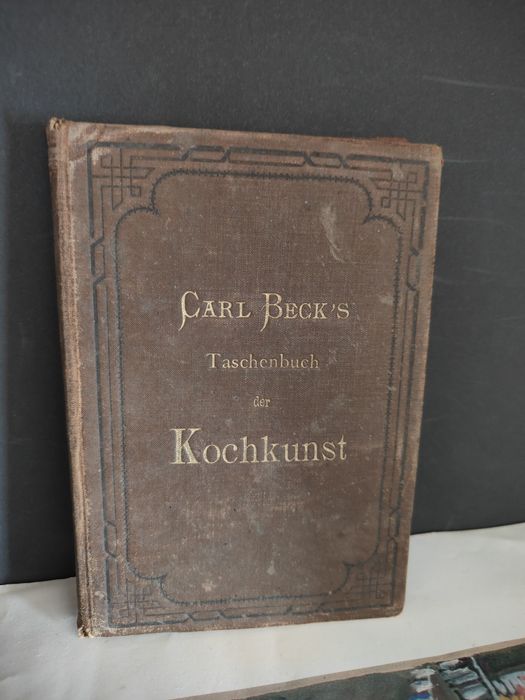 CARL BECK'S
Taschenbuch
der
Kochkunst